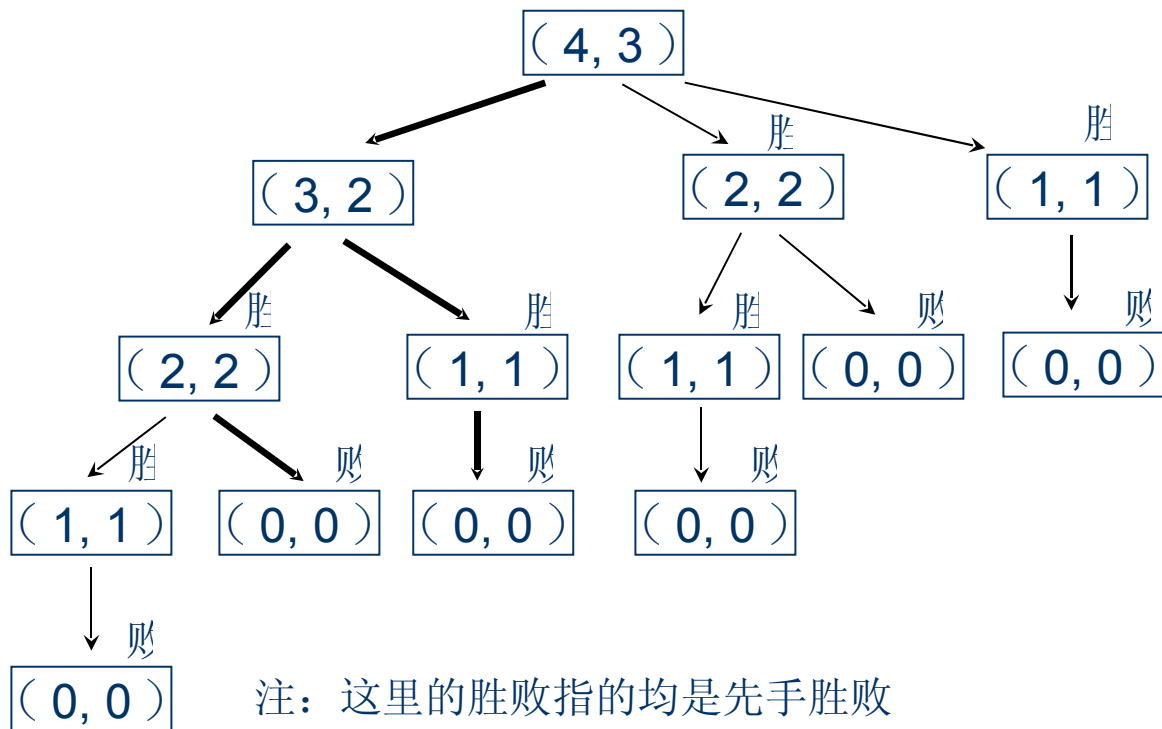 （ 4, 3 ）
胜 胜
（ 3, 2 ） （ 2, 2 ） （ 1, 1 ）
胜 胜 胜 败 败
（ 2, 2 ） （ 1, 1 ） （ 1, 1 ） （ 0, 0 ） （ 0, 0 ）
胜 败 败 败
（ 1, 1 ） （ 0, 0 ） （ 0, 0 ） （ 0, 0 ）
败
（ 0, 0 ） 注：这里的胜败指的均是先手胜败